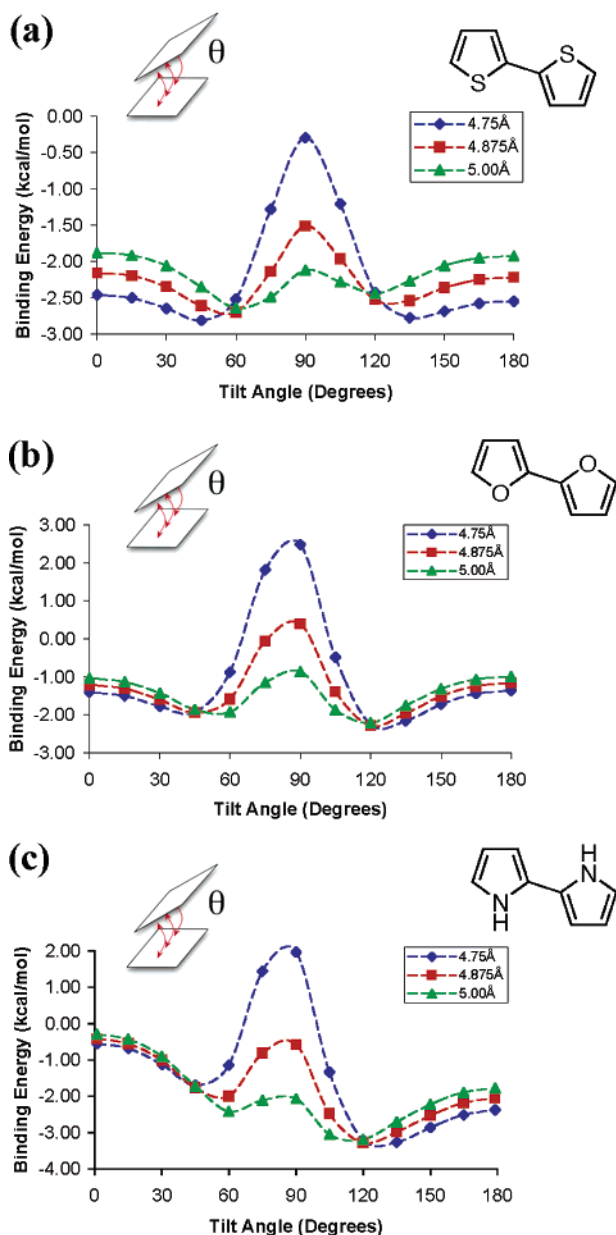 (a)
θ
S
S
4.75Å
4.875Å
5.00Å
Binding Energy (kcal/mol)
0.00
-0.50
-1.00
-1.50
-2.00
-2.50
-3.00
0 30 60 90 120 150 180
Tilt Angle (Degrees)
(b)
θ
O
O
4.75Å
4.875Å
5.00Å
Binding Energy (kcal/mol)
3.00
2.00
1.00
0.00
-1.00
-2.00
-3.00
0 30 60 90 120 150 180
Tilt Angle (Degrees)
(c)
θ
H
N
N
H
4.75Å
4.875Å
5.00Å
Binding Energy (kcal/mol)
2.00
1.00
0.00
-1.00
-2.00
-3.00
-4.00
0 30 60 90 120 150 180
Tilt Angle (Degrees)